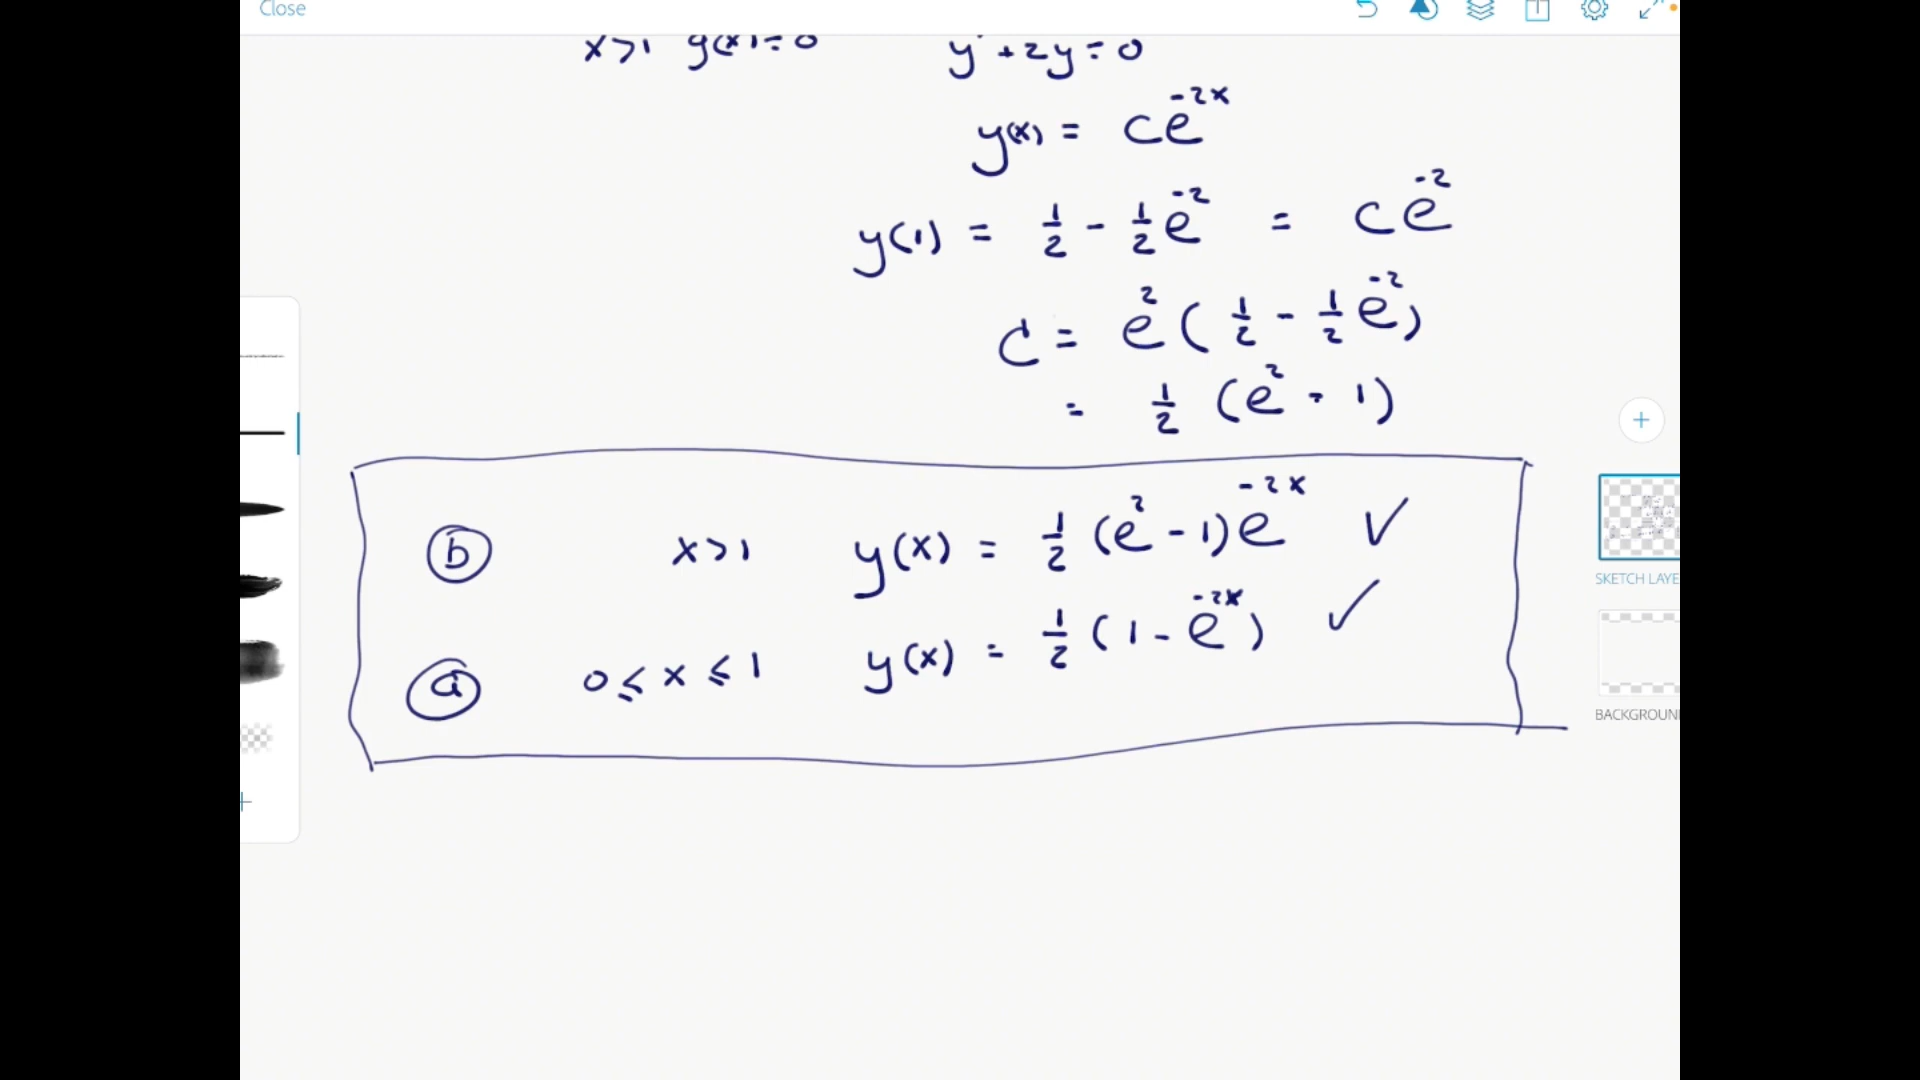 Close
x>1 g(x)=0 y'+2y=0
y(x) = ce^{-2x}
y(1) = 1/2 - 1/2 e^{-2} = ce^{-2}
C = e^2 ( 1/2 - 1/2 e^{-2} )
= 1/2 (e^2 - 1)
(b) x>1 y(x) = 1/2 (e^2 - 1)e^{-2x} ✓
(a) 0 ≤ x ≤ 1 y(x) = 1/2 (1 - e^{-2x}) ✓
SKETCH LAYE
BACKGROUN